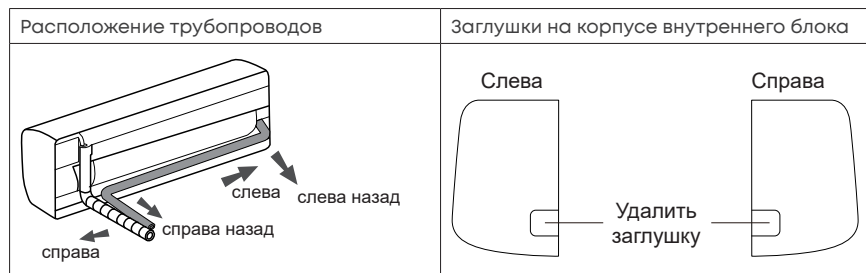 Расположение трубопроводов
Заглушки на корпусе внутреннего блока
слева
слева назад
справа назад
справа
Слева
Справа
Удалить
заглушку